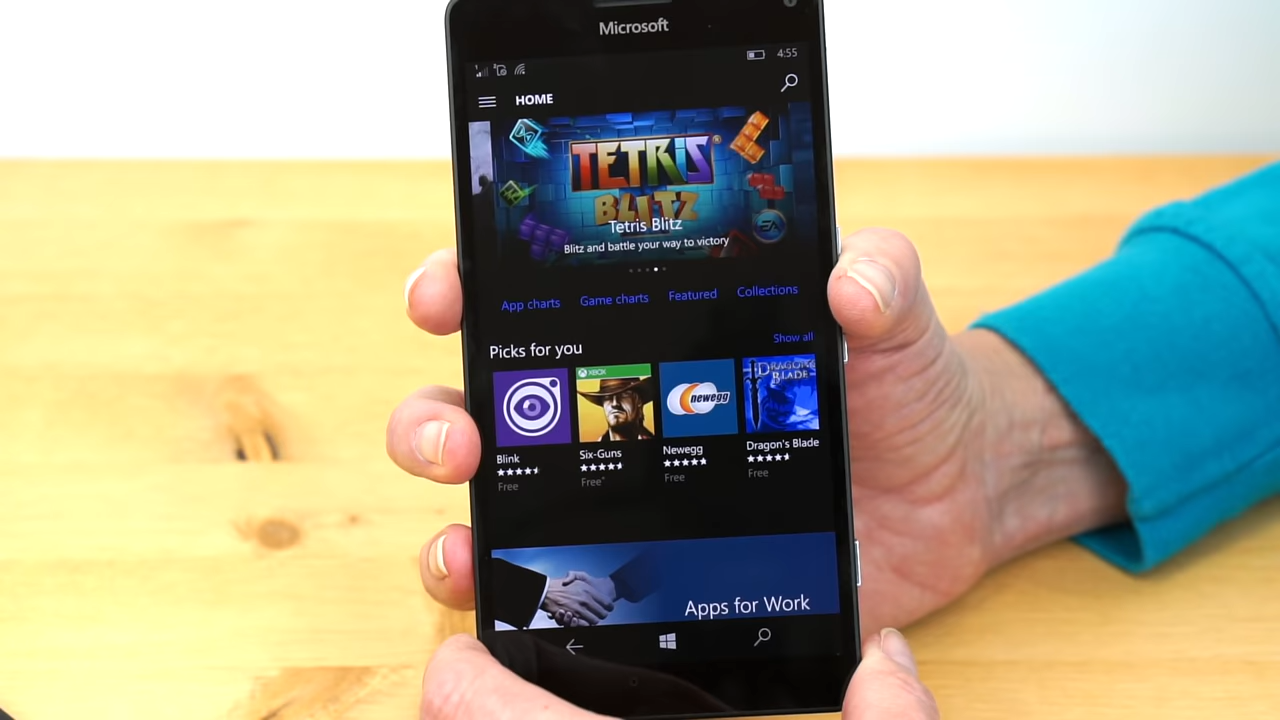 Microsoft
4:55
HOME
TETRIS
BLITZ
Tetris Blitz
Blitz and battle your way to victory
EA
App charts Game charts Featured Collections
Picks for you Show all
XBOX
newegg
DRAGON'S
BLADE
Blink Six-Guns Newegg Dragon's Blade
Free Free* Free Free
Apps for Work